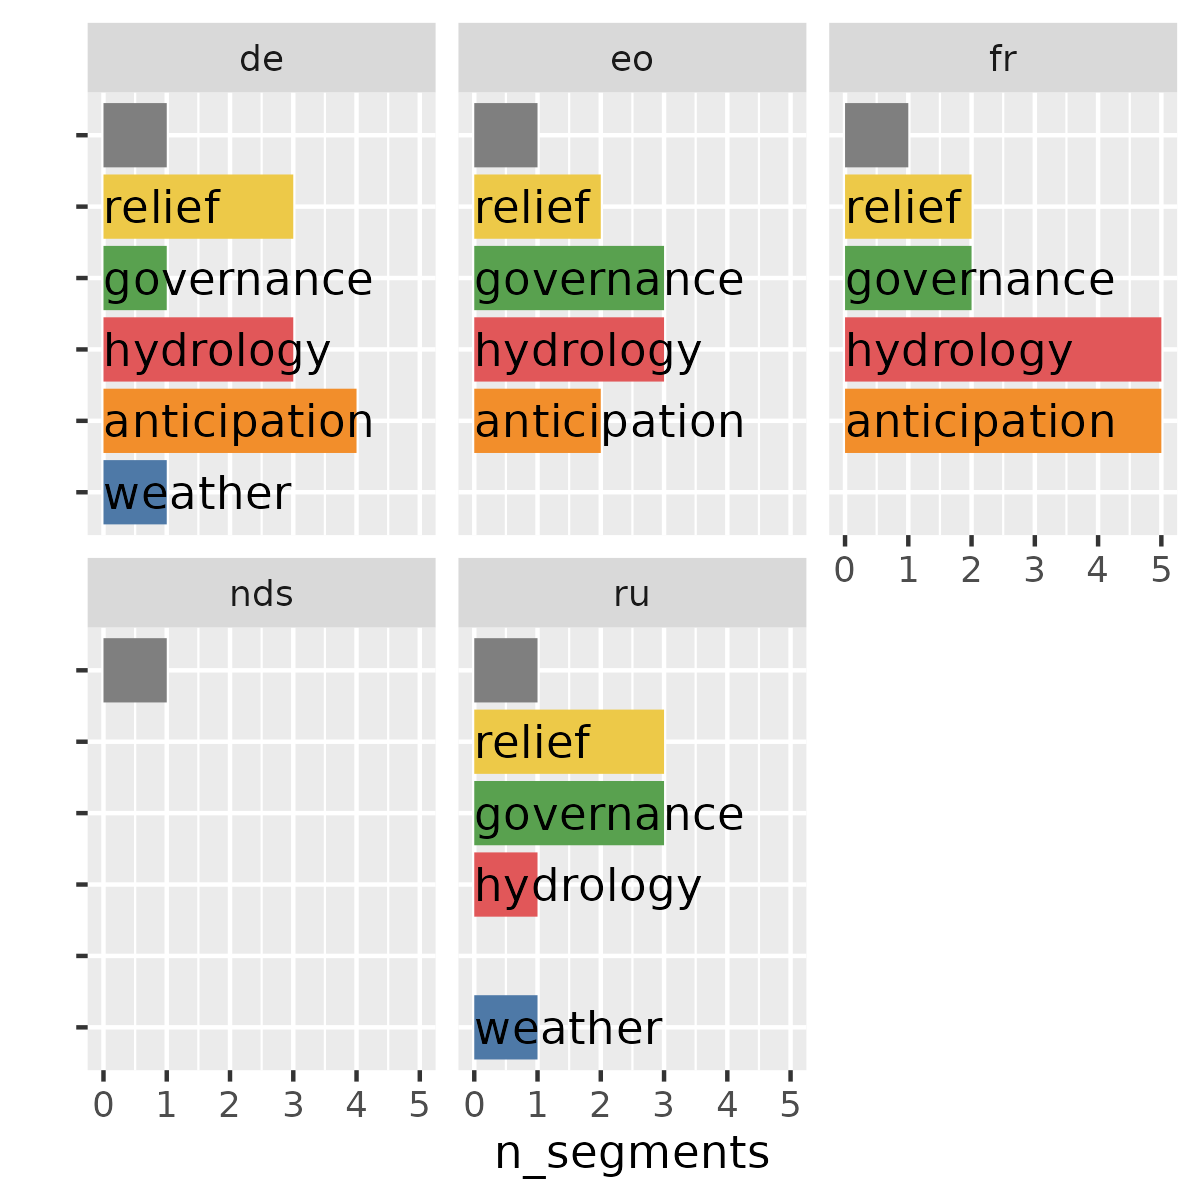 de
eo
fr
relief
governance
hydrology
anticipation
weather
relief
governance
hydrology
anticipation
relief
governance
hydrology
anticipation
0 1 2 3 4 5
nds
ru
relief
governance
hydrology
weather
0 1 2 3 4 5
0 1 2 3 4 5
n_segments